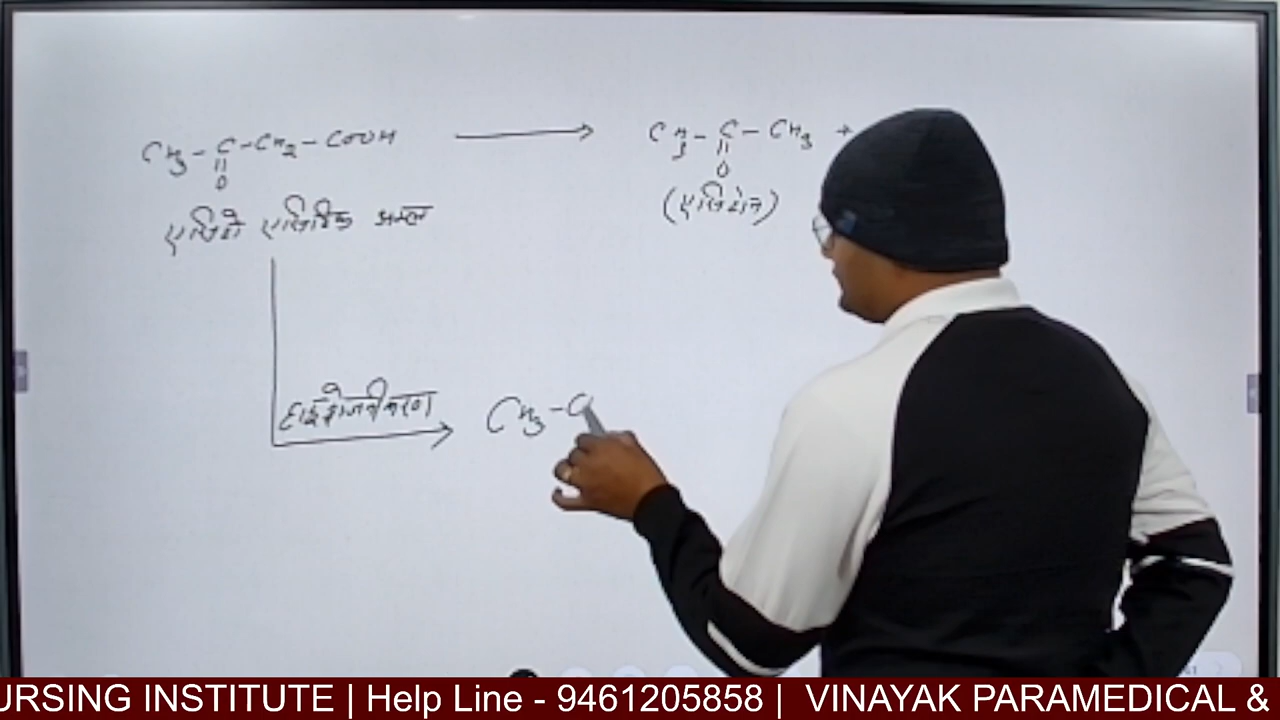 CH3 - C - CH2 - COOH → CH3 - C - CH3 +
|| ||
O O
एसिटो एसिटिक अम्ल (एसिटोन)
हाइड्रोजनीकरण CH3 - C
URSING INSTITUTE | Help Line - 9461205858 | VINAYAK PARAMEDICAL &